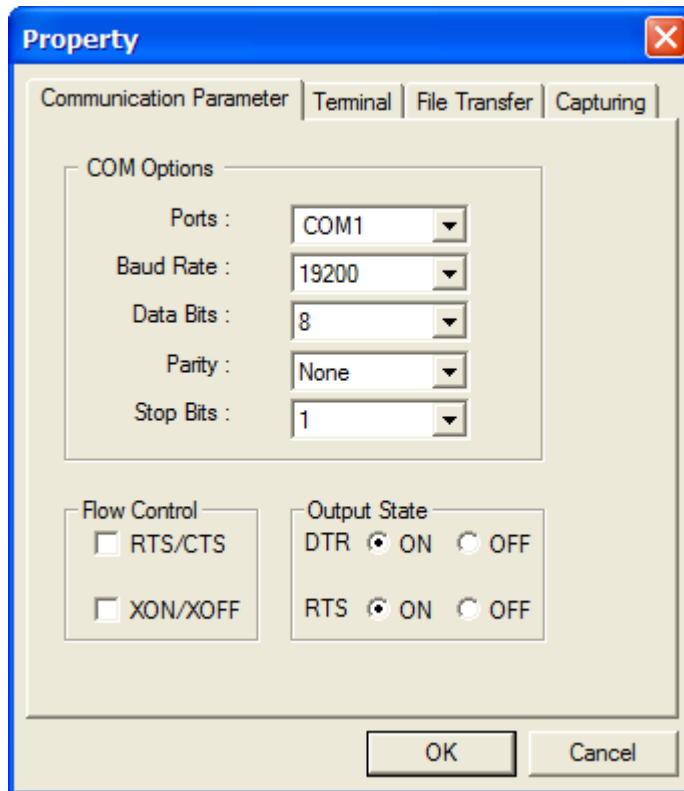 Property
Communication Parameter Terminal File Transfer Capturing
COM Options
Ports : COM1
Baud Rate : 19200
Data Bits : 8
Parity : None
Stop Bits : 1
Flow Control Output State
RTS/CTS DTR ON OFF
XON/XOFF RTS ON OFF
OK Cancel